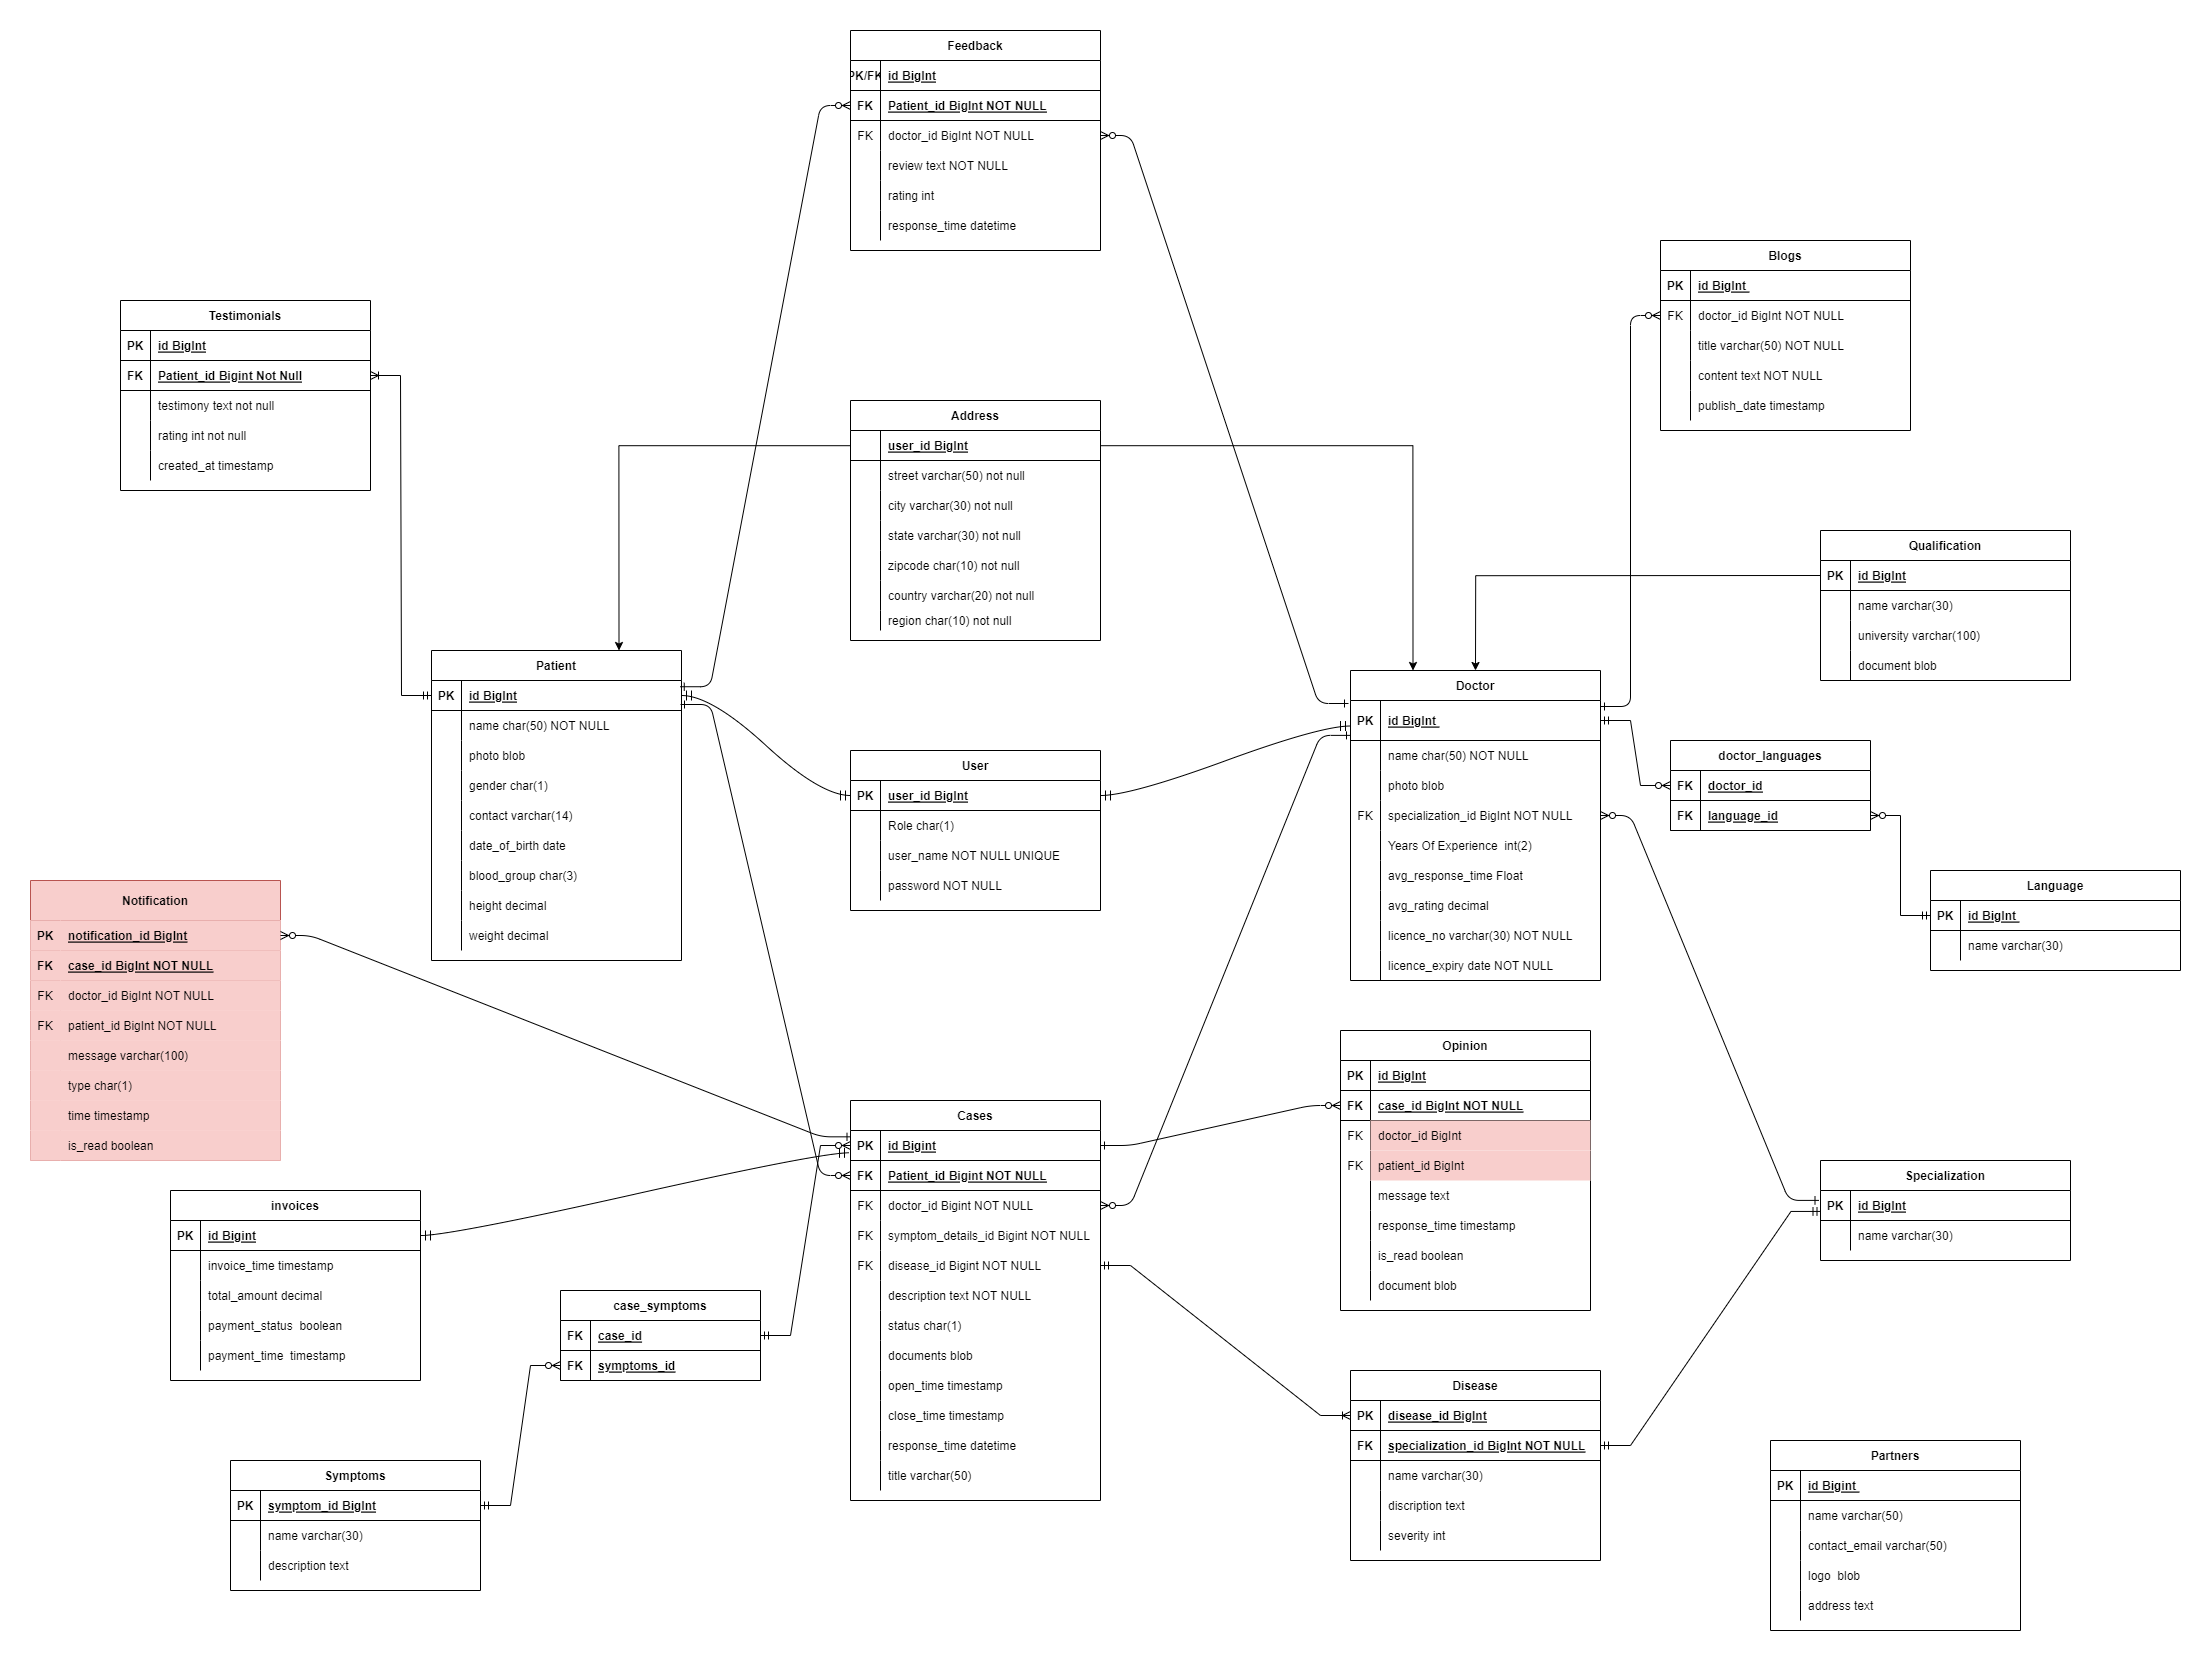 Feedback
PK/FK id BigInt
FK Patient_id BigInt NOT NULL
FK doctor_id BigInt NOT NULL
review text NOT NULL
rating int
response_time datetime
Blogs
PK id BigInt
FK doctor_id BigInt NOT NULL
title varchar(50) NOT NULL
content text NOT NULL
publish_date timestamp
Testimonials
PK id BigInt
FK Patient_id Bigint Not Null
testimony text not null
rating int not null
created_at timestamp
Address
user_id BigInt
street varchar(50) not null
city varchar(30) not null
state varchar(30) not null
zipcode char(10) not null
country varchar(20) not null
region char(10) not null
Qualification
PK id BigInt
name varchar(30)
university varchar(100)
document blob
Patient
PK id BigInt
name char(50) NOT NULL
photo blob
gender char(1)
contact varchar(14)
date_of_birth date
blood_group char(3)
height decimal
weight decimal
Doctor
PK id BigInt
name char(50) NOT NULL
photo blob
FK specialization_id BigInt NOT NULL
Years Of Experience int(2)
avg_response_time Float
avg_rating decimal
licence_no varchar(30) NOT NULL
licence_expiry date NOT NULL
User
PK user_id BigInt
Role char(1)
user_name NOT NULL UNIQUE
password NOT NULL
doctor_languages
FK doctor_id
FK language_id
Language
PK id BigInt
name varchar(30)
Notification
PK notification_id BigInt
FK case_id BigInt NOT NULL
FK doctor_id BigInt NOT NULL
FK patient_id BigInt NOT NULL
message varchar(100)
type char(1)
time timestamp
is_read boolean
Opinion
PK id BigInt
FK case_id BigInt NOT NULL
FK doctor_id BigInt
FK patient_id BigInt
message text
response_time timestamp
is_read boolean
document blob
Cases
PK id Bigint
FK Patient_id Bigint NOT NULL
FK doctor_id Bigint NOT NULL
FK symptom_details_id Bigint NOT NULL
FK disease_id Bigint NOT NULL
description text NOT NULL
status char(1)
documents blob
open_time timestamp
close_time timestamp
response_time datetime
title varchar(50)
Specialization
PK id BigInt
name varchar(30)
invoices
PK id Bigint
invoice_time timestamp
total_amount decimal
payment_status boolean
payment_time timestamp
case_symptoms
FK case_id
FK symptoms_id
Disease
PK disease_id BigInt
FK specialization_id BigInt NOT NULL
name varchar(30)
discription text
severity int
Symptoms
PK symptom_id BigInt
name varchar(30)
description text
Partners
PK id Bigint
name varchar(50)
contact_email varchar(50)
logo blob
address text